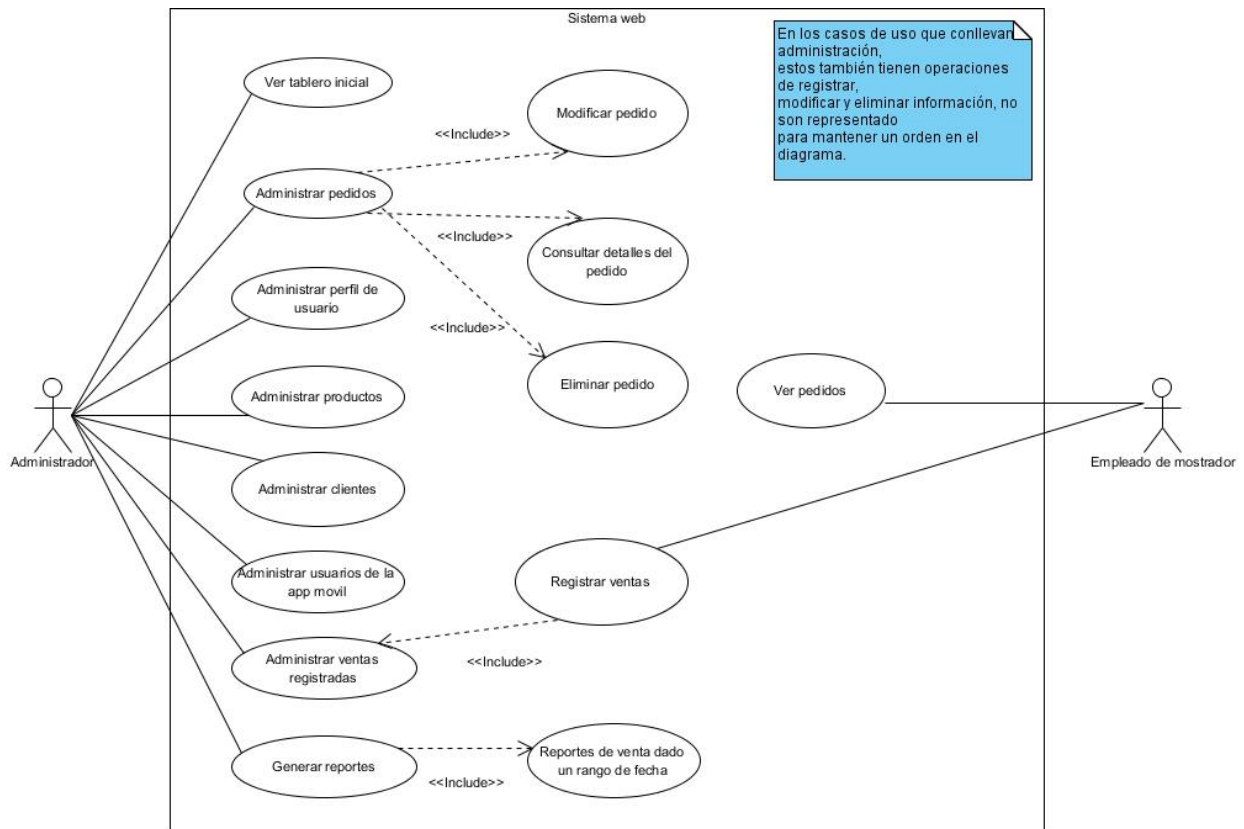 Sistema web
En los casos de uso que conllevan
administración,
estos también tienen operaciones
de registrar,
modificar y eliminar información, no
son representado
para mantener un orden en el
diagrama.
Ver tablero inicial
Modificar pedido
<<Include>>
Administrar pedidos
<<Include>>
Consultar detalles del
pedido
Administrar perfil de
usuario
<<Include>>
Eliminar pedido
Ver pedidos
Administrar productos
Administrador
Empleado de mostrador
Administrar clientes
Administrar usuarios de la
app movil
Registrar ventas
Administrar ventas
registradas
<<Include>>
Generar reportes
Reportes de venta dado
un rango de fecha
<<Include>>